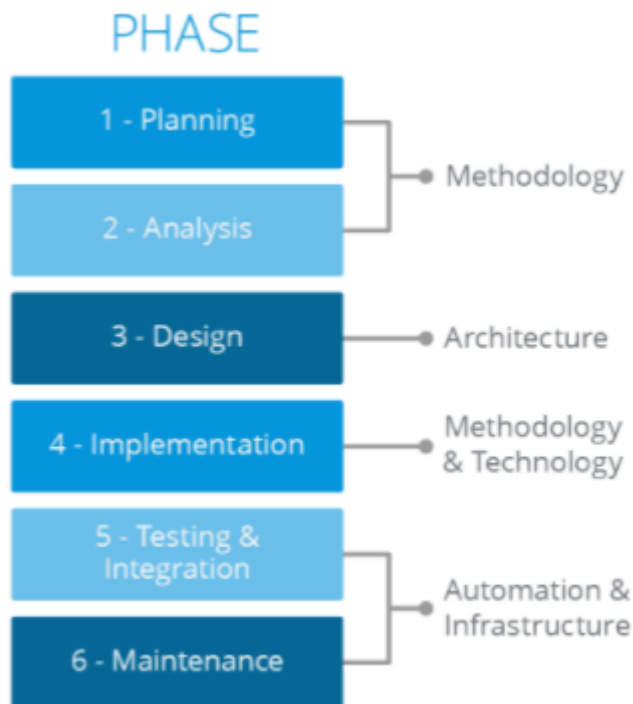 PHASE
1 - Planning
2 - Analysis
Methodology
3 - Design
Architecture
4 - Implementation
Methodology
& Technology
5 - Testing &
Integration
6 - Maintenance
Automation &
Infrastructure